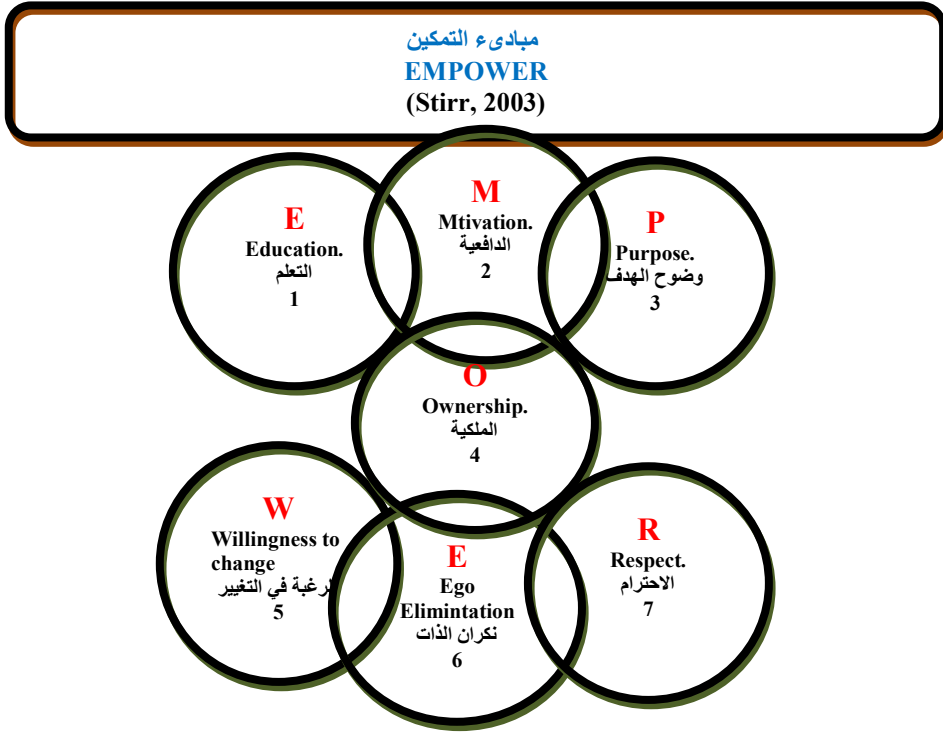 مبادىء التمكين
EMPOWER
(Stirr, 2003)
E
Education.
التعلم
1
M
Mtivation.
الدافعية
2
P
Purpose.
وضوح الهدف
3
O
Ownership.
الملكية
4
W
Willingness to
change
لرغبة في التغيير
5
E
Ego
Elimintation
نكران الذات
6
R
Respect.
الاحترام
7